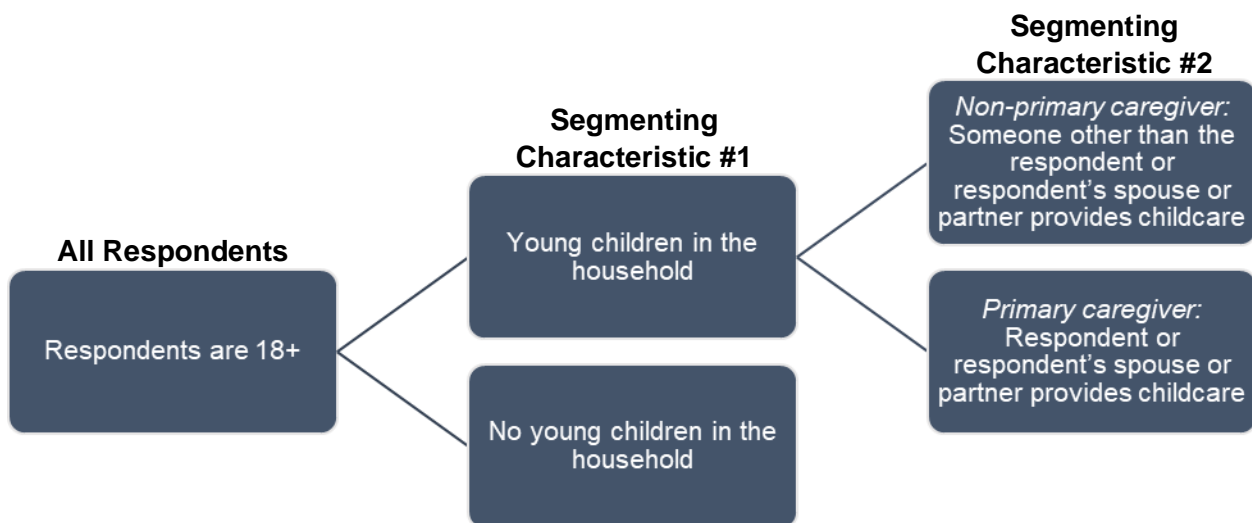 All Respondents
Respondents are 18+
Segmenting
Characteristic #1
Young children in the
household
No young children in the
household
Segmenting
Characteristic #2
Non-primary caregiver:
Someone other than the
respondent or
respondent's spouse or
partner provides childcare
Primary caregiver:
Respondent or
respondent's spouse or
partner provides childcare